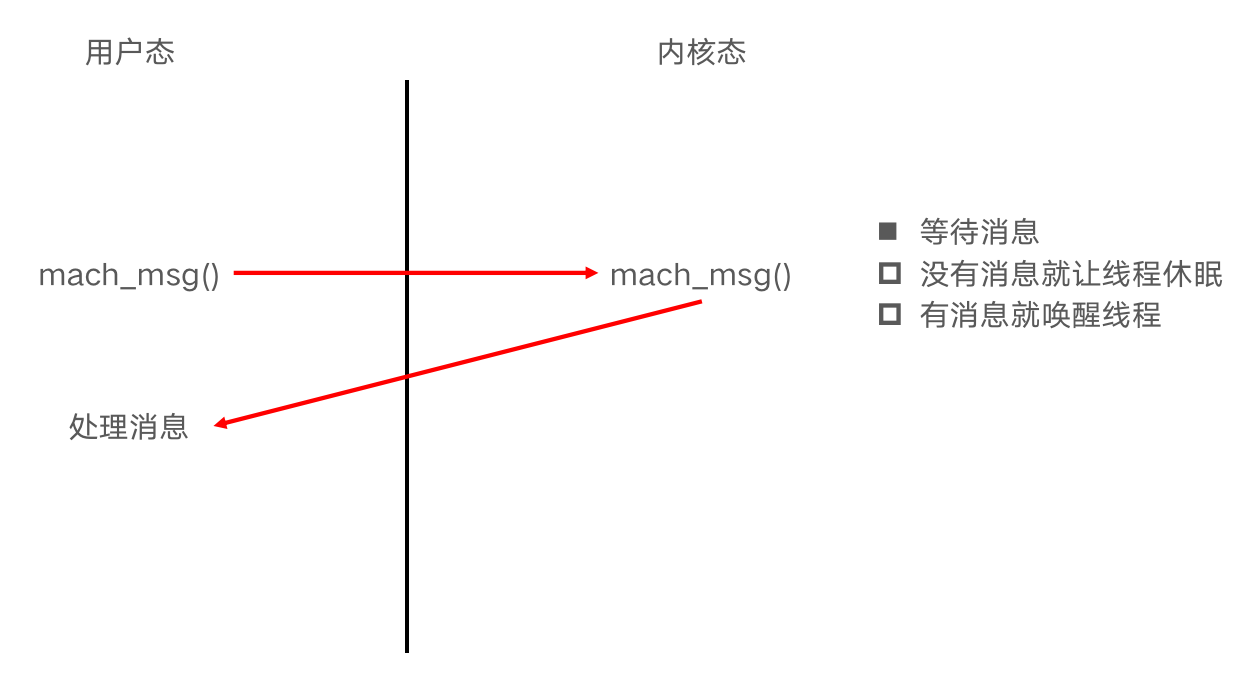 用户态
内核态
等待消息
mach_msg()
mach_msg()
没有消息就让线程休眠
有消息就唤醒线程
处理消息